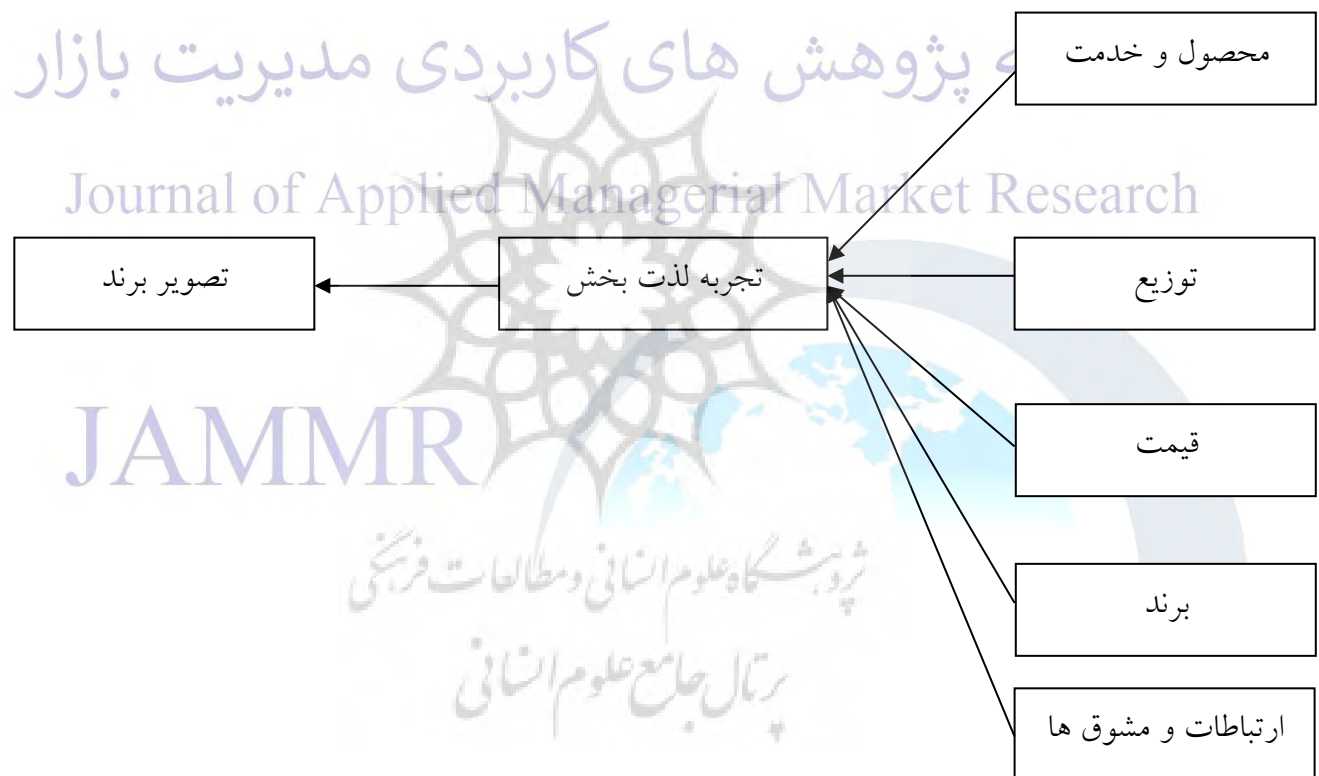 ه پژوهش های کاربردی مدیریت بازار
محصول و خدمت
Journal of Applied Managerial Market Research
توزیع
تجربه لذت بخش
تصویر برند
قیمت
JAMMR
پژوهشگاه علوم انسانی و مطالعات فرهنگی
برند
پرتال جامع علوم انسانی
ارتباطات و مشوق ها